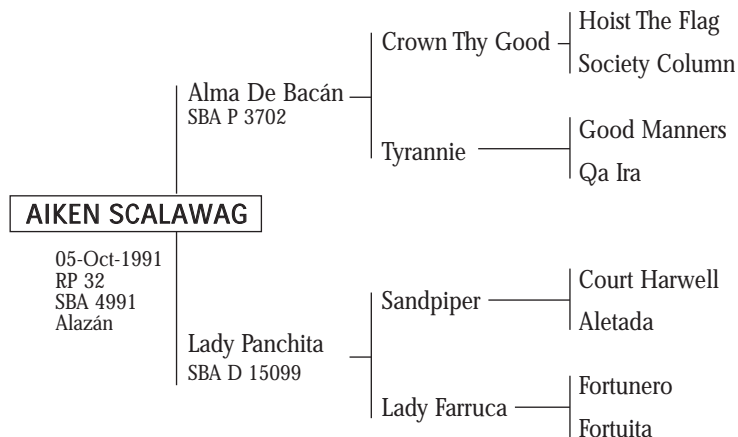 Hoist The Flag
Crown Thy Good
Society Column
Alma De Bacán
SBA P 3702
Good Manners
Tyrannie
Qa Ira
AIKEN SCALAWAG
05-Oct-1991
RP 32
SBA 4991
Alazán
Court Harwell
Sandpiper
Aletada
Lady Panchita
SBA D 15099
Fortunero
Lady Farruca
Fortuita